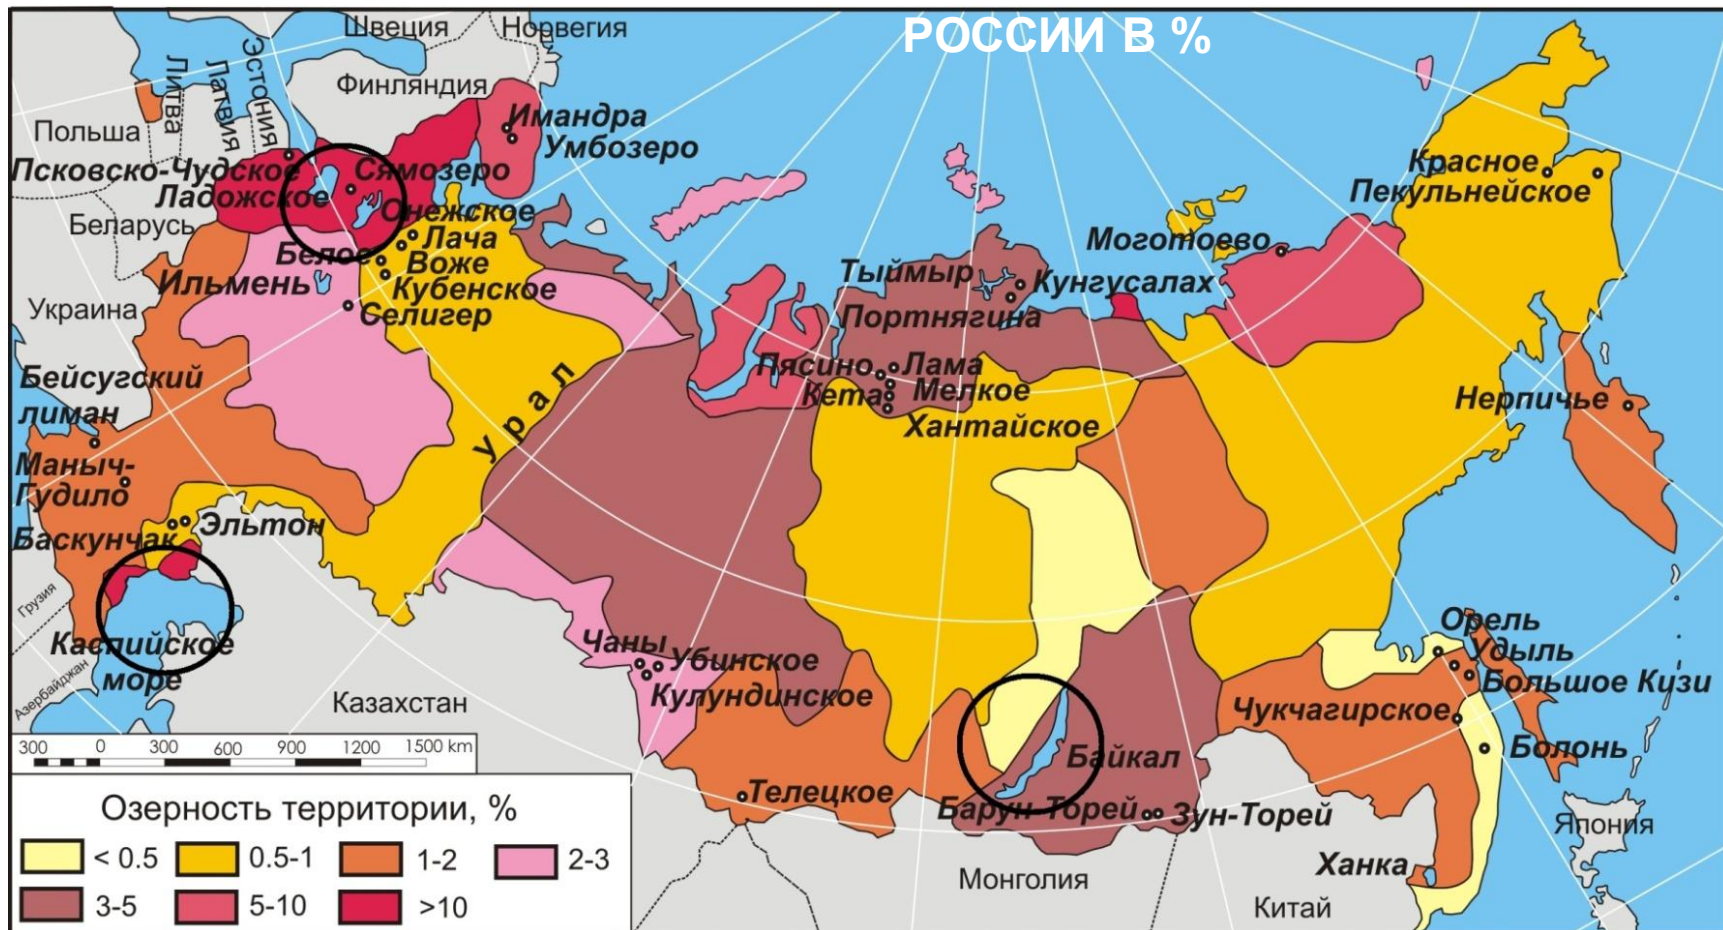 РОССИИ В %
Швеция
Норвегия
Финляндия
Эстония
Латвия
Литва
Польша
Беларусь
Украина
Грузия
Азербайджан
Казахстан
Монголия
Китай
Япония
Урал
Имандра
Умбозеро
Псковско-Чудское
Сямозеро
Ладожское
Онежское
Лача
Белое
Воже
Ильмень
Кубенское
Селигер
Бейсугский
лиман
Маныч-
Гудило
Эльтон
Баскунчак
Каспийское
море
Красное
Пекульнейское
Моготоево
Тыймыр
Кунгусалах
Портнягина
Пясино
Лама
Кета
Мелкое
Хантайское
Нерпичье
Чаны
Убинское
Кулундинское
Телецкое
Байкал
Барун-Торей
Зун-Торей
Орель
Удыль
Большое Кизи
Чукчагирское
Болонь
Ханка
300 0 300 600 900 1200 1500 km
Озерность территории, %
< 0.5 0.5-1 1-2 2-3
3-5 5-10 >10